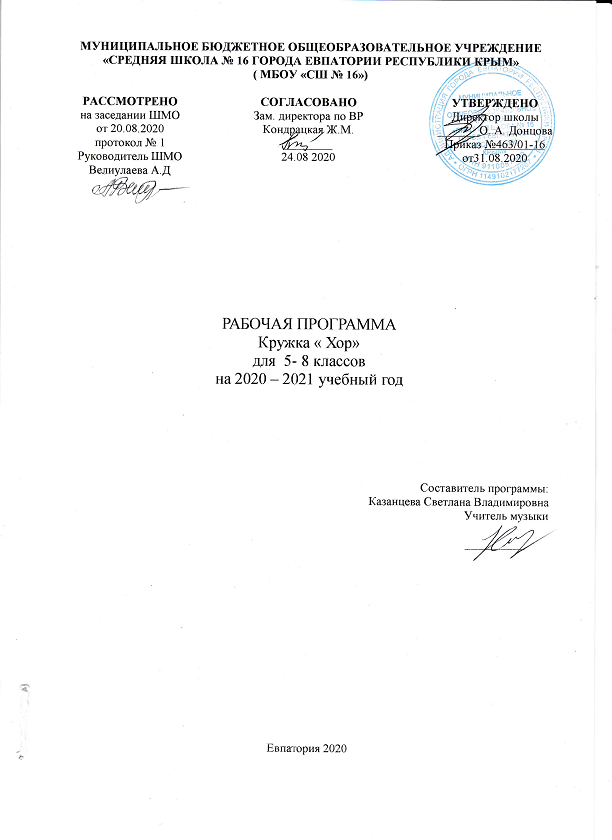 МУНИЦИПАЛЬНОЕ БЮДЖЕТНОЕ ОБЩЕОБРАЗОВАТЕЛЬНОЕ УЧРЕЖДЕНИЕ
«СРЕДНЯЯ ШКОЛА № 16 ГОРОДА ЕВПАТОРИИ РЕСПУБЛИКИ КРЫМ»
( МБОУ «СШ № 16»)
РАССМОТРЕНО
на заседании ШМО
от 20.08.2020
протокол № 1
Руководитель ШМО
Велиулаева А.Д
СОГЛАСОВАНО
Зам. директора по ВР
Кондрацкая Ж.М.
24.08 2020
УТВЕРЖДЕНО
Директор школы
О. А. Донцова
Приказ №463/01-16
от31.08.2020
РАБОЧАЯ ПРОГРАММА
Кружка « Хор»
для 5- 8 классов
на 2020 – 2021 учебный год
Составитель программы:
Казанцева Светлана Владимировна
Учитель музыки
Евпатория 2020